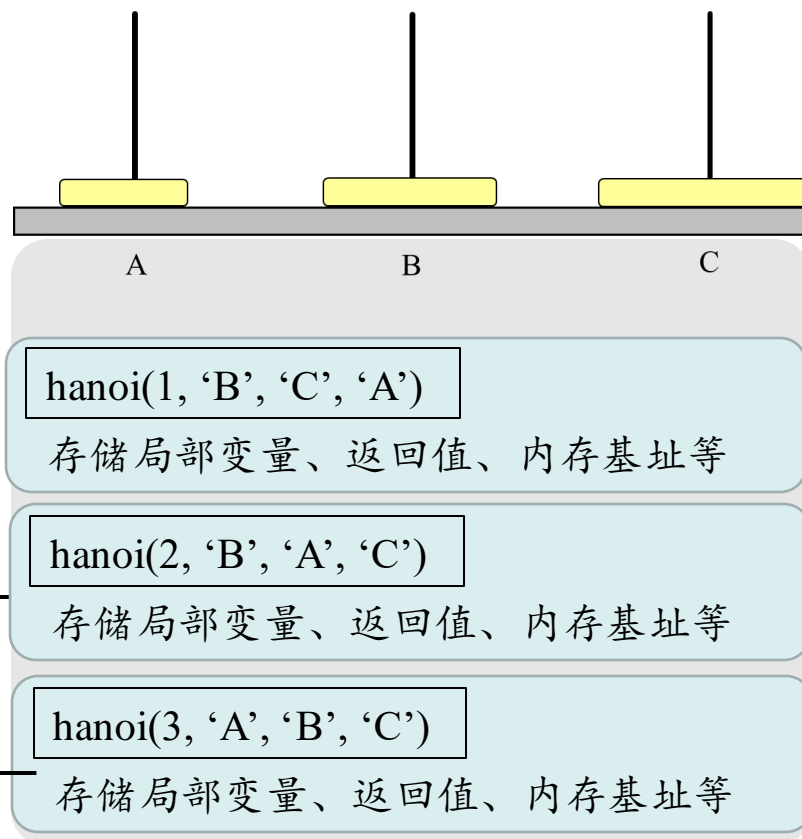 A B C
hanoi(1, ‘B’, ‘C’, ‘A’)
存储局部变量、返回值、内存基址等
hanoi(2, ‘B’, ‘A’, ‘C’)
存储局部变量、返回值、内存基址等
hanoi(3, ‘A’, ‘B’, ‘C’)
存储局部变量、返回值、内存基址等